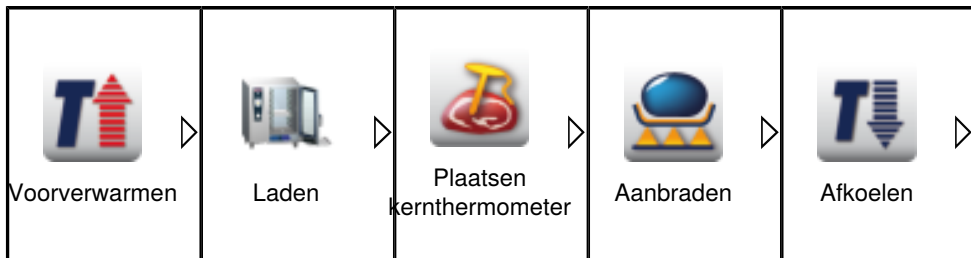 Voorverwarmen
Laden
Plaatsen
kernthermometer
Aanbraden
Afkoelen